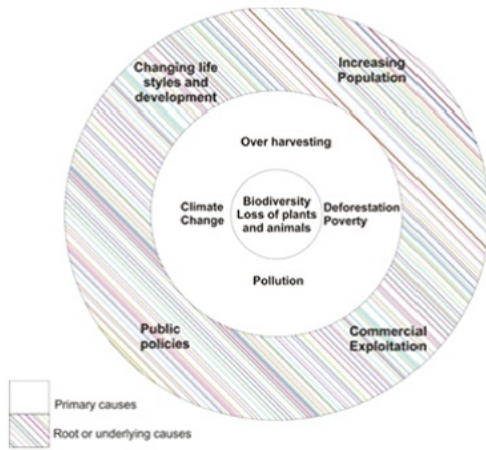 Changing life
styles and
development
Increasing
Population
Over harvesting
Climate
Change
Biodiversity
Loss of plants
and animals
Deforestation
Poverty
Pollution
Public
policies
Commercial
Exploitation
Primary causes
Root or underlying causes